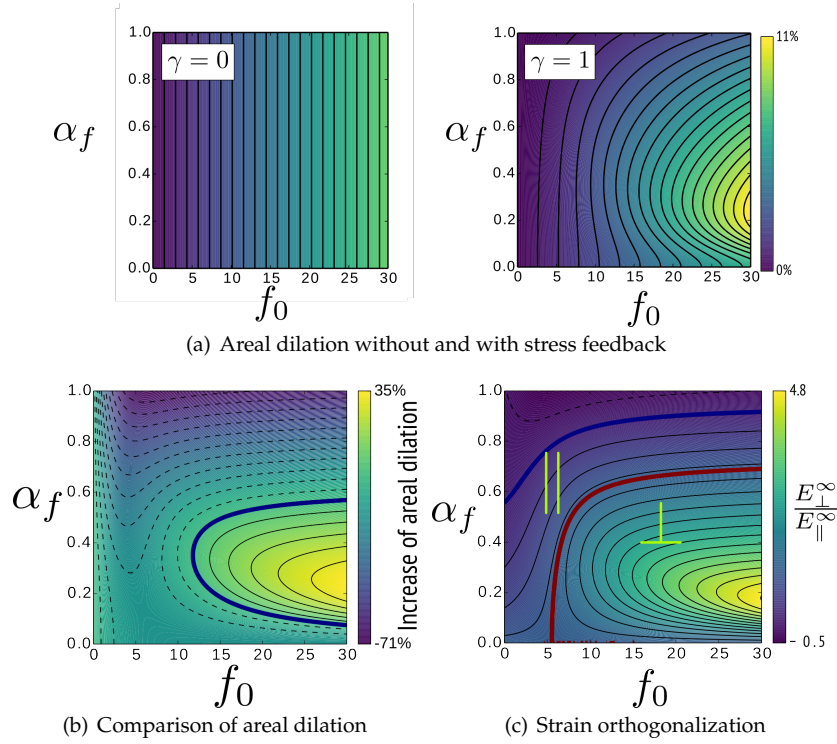 γ = 0
α_f
1.0
0.8
0.6
0.4
0.2
0.0
0 5 10 15 20 25 30
f_0
γ = 1
α_f
1.0
0.8
0.6
0.4
0.2
0.0
0 5 10 15 20 25 30
f_0
11%
0%
(a) Areal dilation without and with stress feedback
α_f
1.0
0.8
0.6
0.4
0.2
0.0
0 5 10 15 20 25 30
f_0
35%
-71%
Increase of areal dilation
(b) Comparison of areal dilation
α_f
1.0
0.8
0.6
0.4
0.2
0.0
0 5 10 15 20 25 30
f_0
4.8
- 0.5
E_⊥^∞
E_∥^∞
(c) Strain orthogonalization